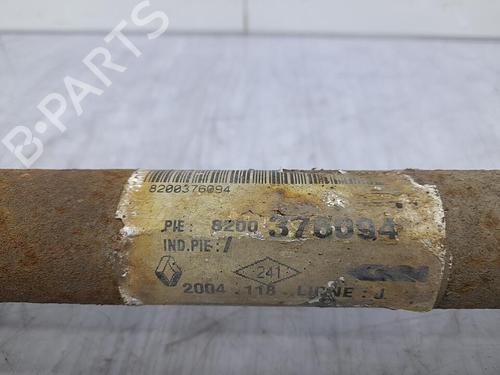 B-PARTS
8200376094
PIE: 8200 376094
IND.PIE: /
241
GKN
2004 .118 LIGNE : J